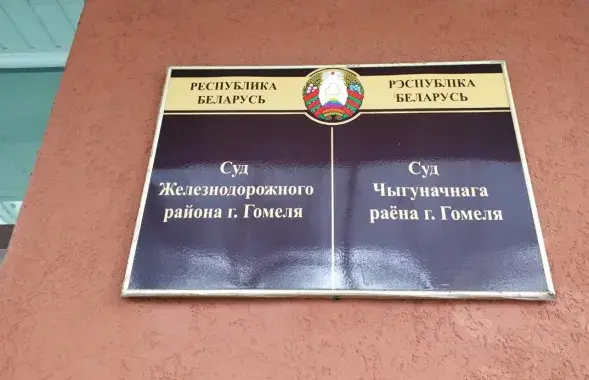 РЕСПУБЛИКА
БЕЛАРУСЬ
Суд
Железнодорожного
района г. Гомеля
РЭСПУБЛІКА
БЕЛАРУСЬ
Суд
Чыгуначнага
раёна г. Гомеля